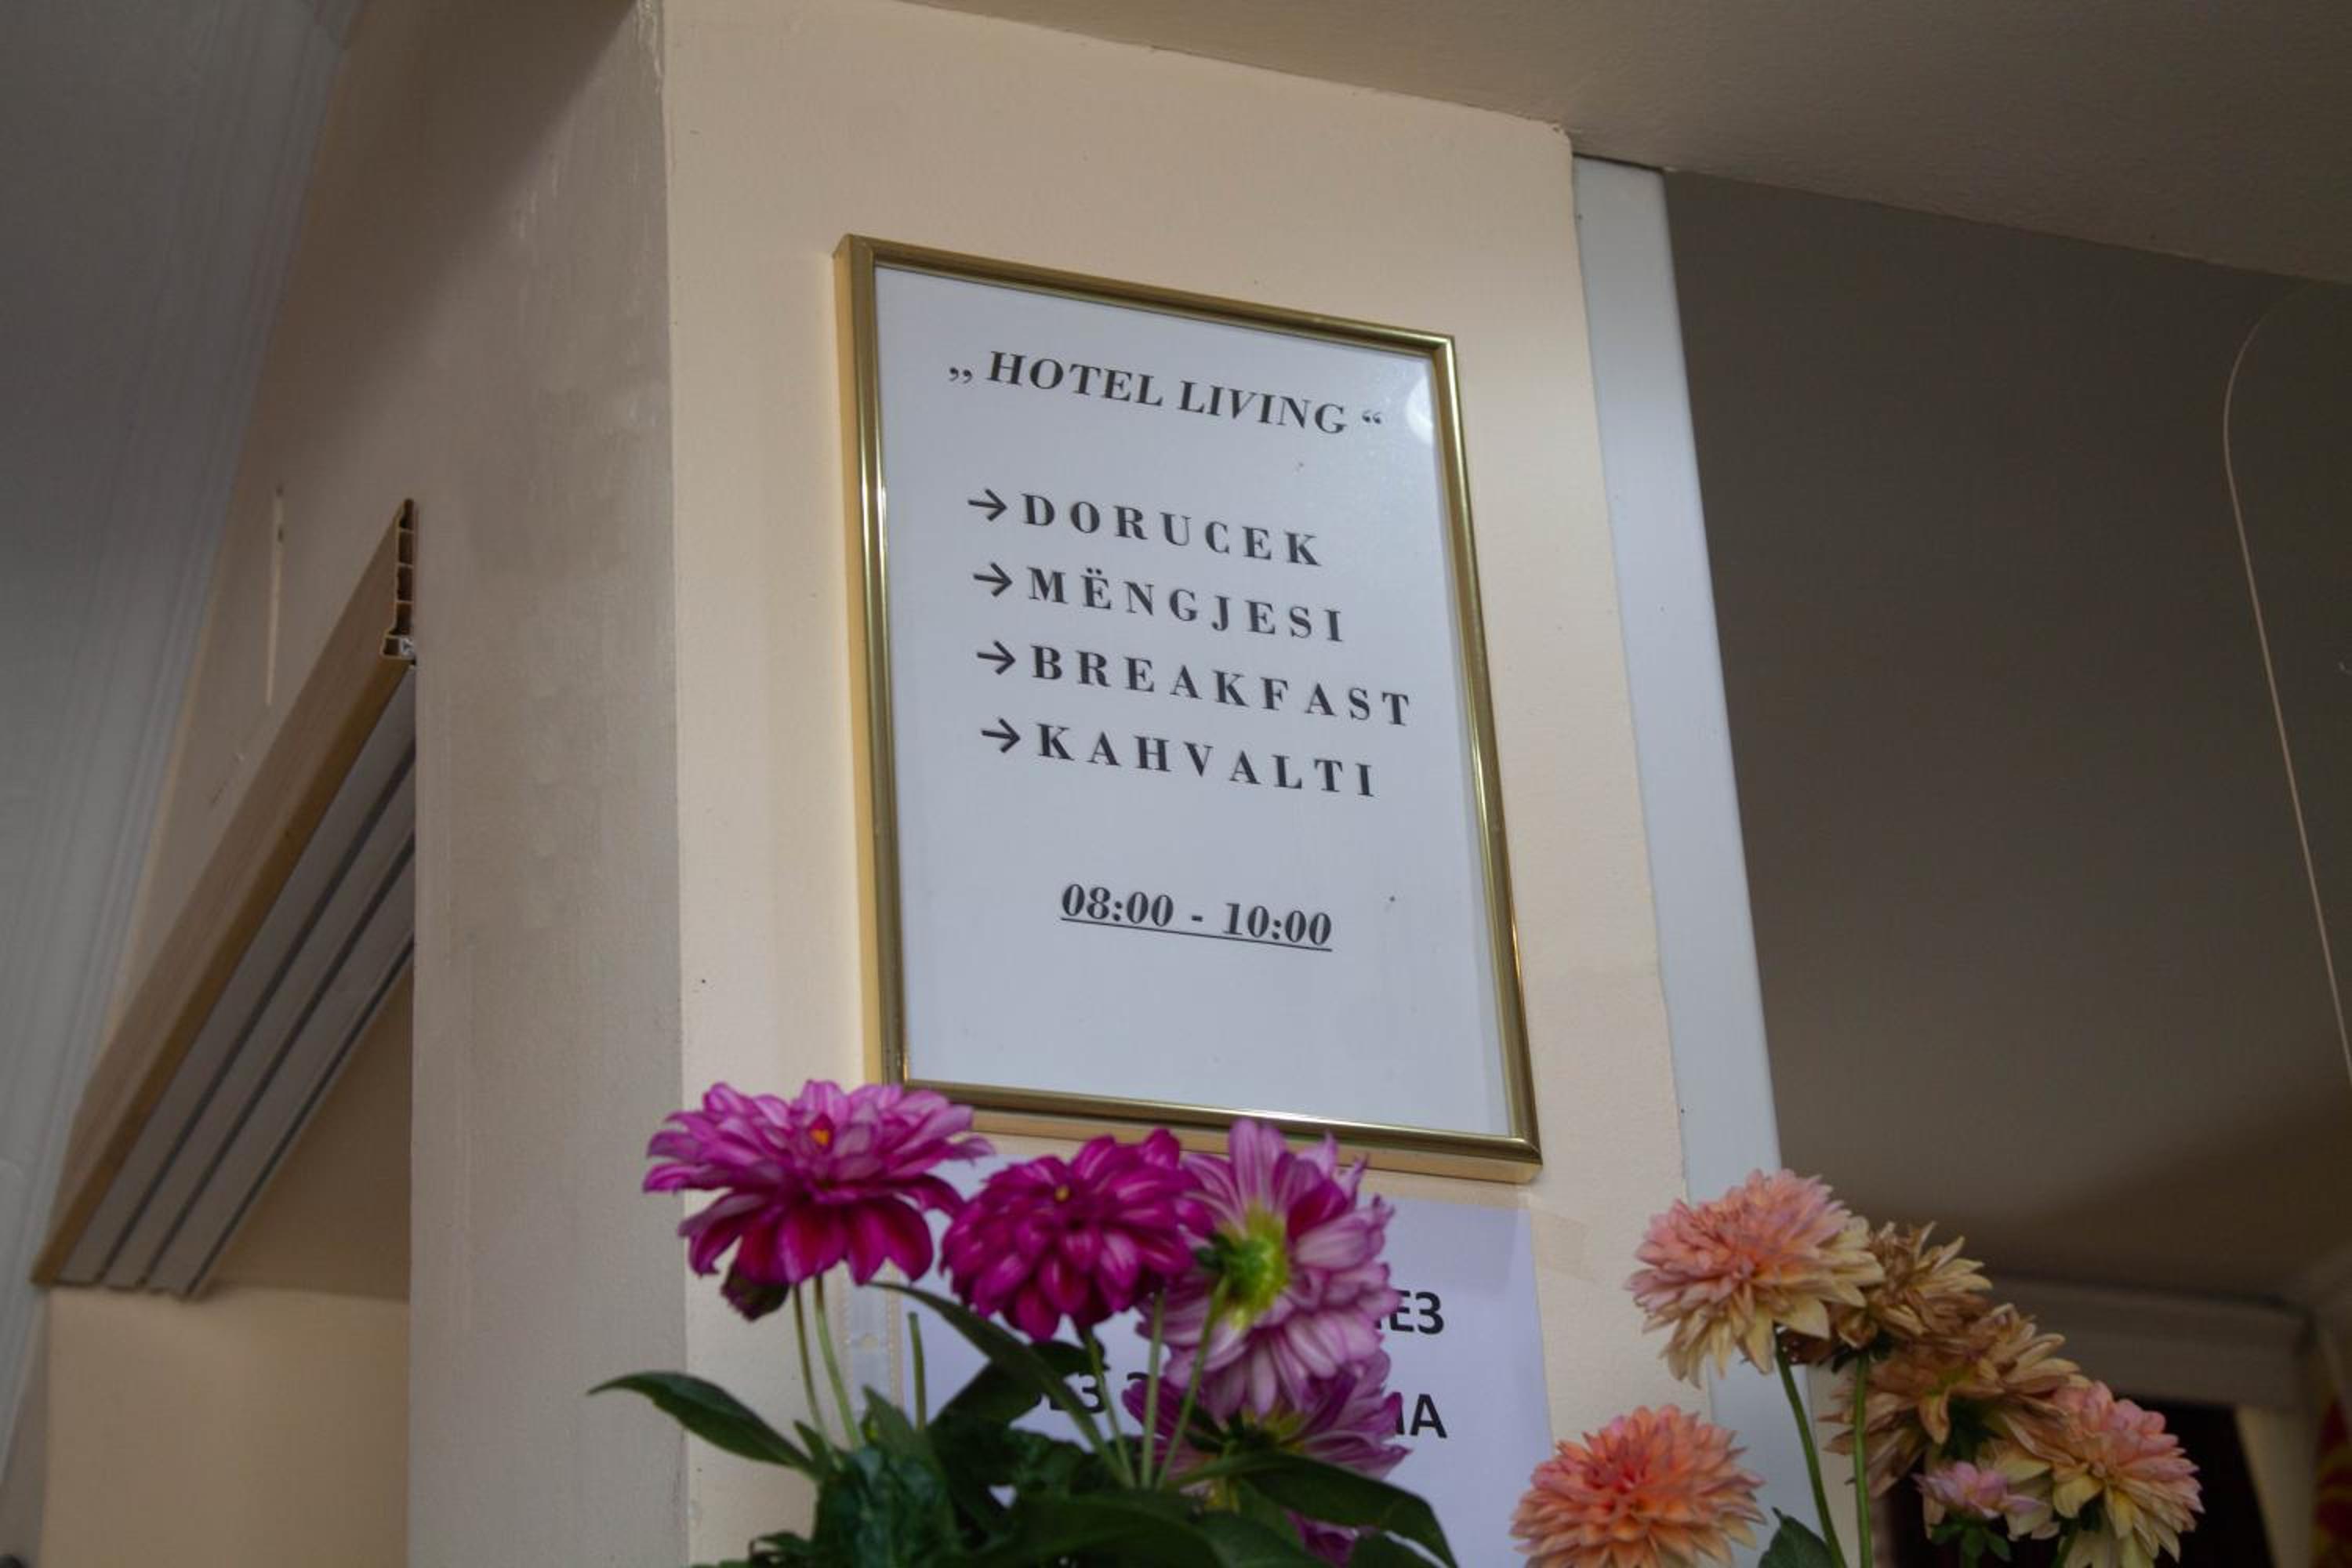 „ HOTEL LIVING “
→ DORUCEK
→ MËNGJESI
→ BREAKFAST
→ KAHVALTI
08:00 - 10:00